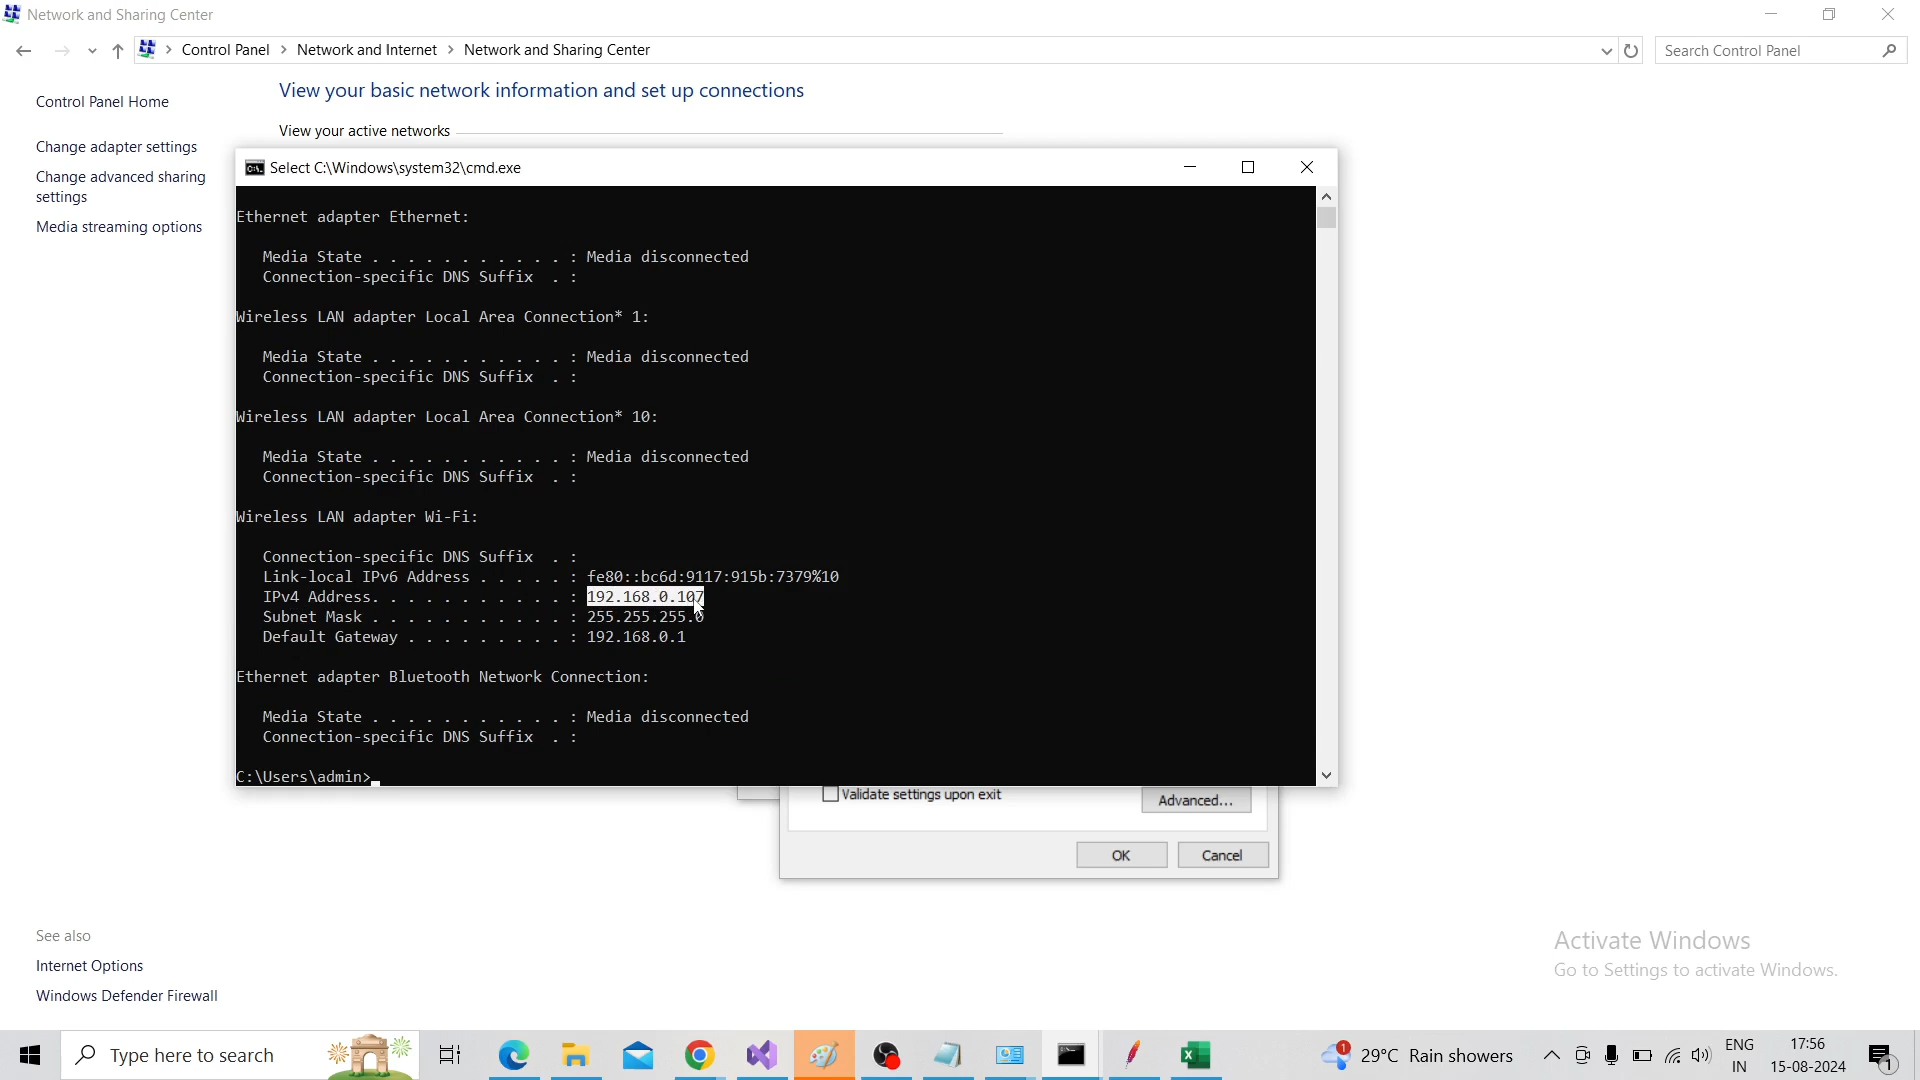 Network and Sharing Center
Control Panel > Network and Internet > Network and Sharing Center
Search Control Panel
Control Panel Home
View your basic network information and set up connections
View your active networks
Change adapter settings
Change advanced sharing
settings
Media streaming options
Select C:\Windows\system32\cmd.exe
Ethernet adapter Ethernet:
Media State . . . . . . . . . . . : Media disconnected
Connection-specific DNS Suffix  . :
Wireless LAN adapter Local Area Connection* 1:
Media State . . . . . . . . . . . : Media disconnected
Connection-specific DNS Suffix  . :
Wireless LAN adapter Local Area Connection* 10:
Media State . . . . . . . . . . . : Media disconnected
Connection-specific DNS Suffix  . :
Wireless LAN adapter Wi-Fi:
Connection-specific DNS Suffix  . :
Link-local IPv6 Address . . . . . : fe80::bc6d:9117:915b:7379%10
IPv4 Address. . . . . . . . . . . : 192.168.0.107
Subnet Mask . . . . . . . . . . . : 255.255.255.0
Default Gateway . . . . . . . . . : 192.168.0.1
Ethernet adapter Bluetooth Network Connection:
Media State . . . . . . . . . . . : Media disconnected
Connection-specific DNS Suffix  . :
C:\Users\admin>
Validate settings upon exit
Advanced...
OK
Cancel
See also
Internet Options
Windows Defender Firewall
Activate Windows
Go to Settings to activate Windows.
Type here to search
1
29°C Rain showers
ENG
IN
17:56
15-08-2024
1